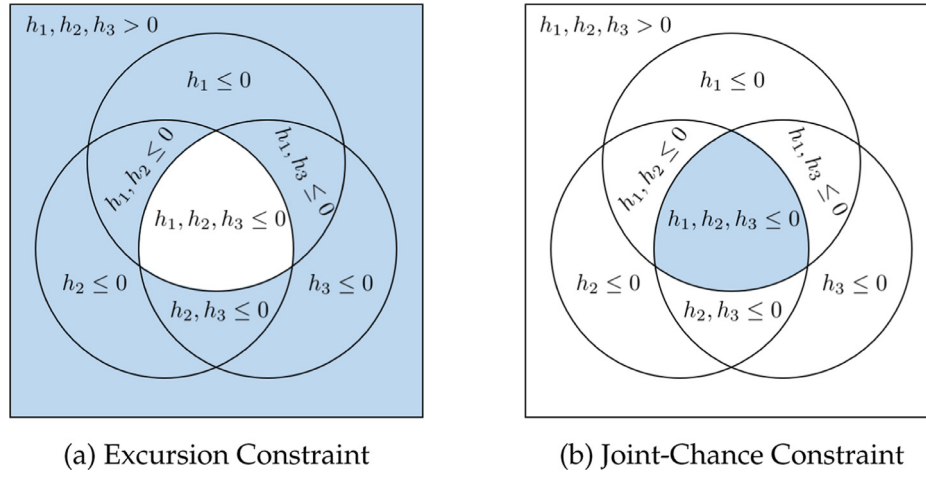 h₁, h₂, h₃ > 0
h₁ ≤ 0
h₁, h₂ ≤ 0
h₁, h₃ ≤ 0
h₁, h₂, h₃ ≤ 0
h₂ ≤ 0
h₃ ≤ 0
h₂, h₃ ≤ 0
(a) Excursion Constraint
h₁, h₂, h₃ > 0
h₁ ≤ 0
h₁, h₂ ≤ 0
h₁, h₃ ≤ 0
h₁, h₂, h₃ ≤ 0
h₂ ≤ 0
h₃ ≤ 0
h₂, h₃ ≤ 0
(b) Joint-Chance Constraint